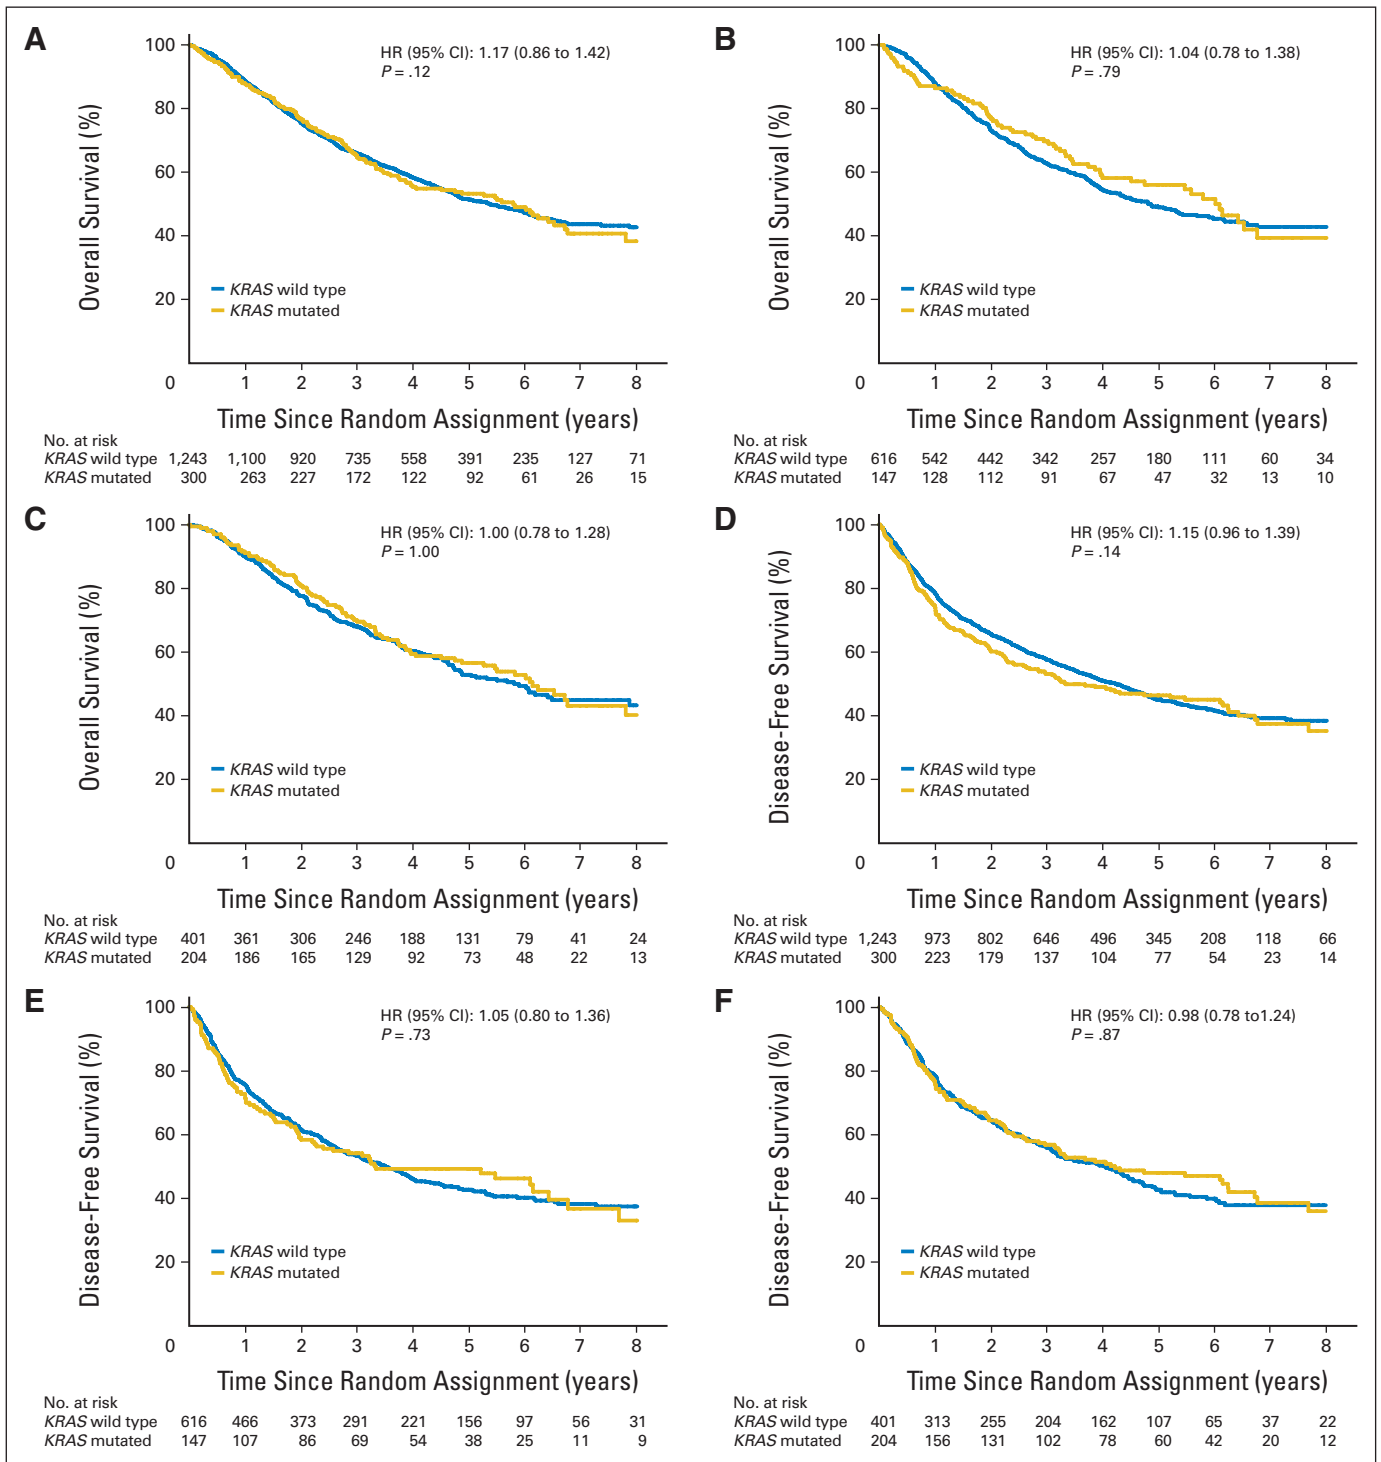 A
HR (95% CI): 1.17 (0.86 to 1.42)
P = .12
Overall Survival (%)
100
80
60
40
20
KRAS wild type
KRAS mutated
0 1 2 3 4 5 6 7 8
Time Since Random Assignment (years)
No. at risk
KRAS wild type 1,243 1,100 920 735 558 391 235 127 71
KRAS mutated 300 263 227 172 122 92 61 26 15
B
HR (95% CI): 1.04 (0.78 to 1.38)
P = .79
Overall Survival (%)
100
80
60
40
20
KRAS wild type
KRAS mutated
0 1 2 3 4 5 6 7 8
Time Since Random Assignment (years)
No. at risk
KRAS wild type 616 542 442 342 257 180 111 60 34
KRAS mutated 147 128 112 91 67 47 32 13 10
C
HR (95% CI): 1.00 (0.78 to 1.28)
P = 1.00
Overall Survival (%)
100
80
60
40
20
KRAS wild type
KRAS mutated
0 1 2 3 4 5 6 7 8
Time Since Random Assignment (years)
No. at risk
KRAS wild type 401 361 306 246 188 131 79 41 24
KRAS mutated 204 186 165 129 92 73 48 22 13
D
HR (95% CI): 1.15 (0.96 to 1.39)
P = .14
Disease-Free Survival (%)
100
80
60
40
20
KRAS wild type
KRAS mutated
0 1 2 3 4 5 6 7 8
Time Since Random Assignment (years)
No. at risk
KRAS wild type 1,243 973 802 646 496 345 208 118 66
KRAS mutated 300 223 179 137 104 77 54 23 14
E
HR (95% CI): 1.05 (0.80 to 1.36)
P = .73
Disease-Free Survival (%)
100
80
60
40
20
KRAS wild type
KRAS mutated
0 1 2 3 4 5 6 7 8
Time Since Random Assignment (years)
No. at risk
KRAS wild type 616 466 373 291 221 156 97 56 31
KRAS mutated 147 107 86 69 54 38 25 11 9
F
HR (95% CI): 0.98 (0.78 to1.24)
P = .87
Disease-Free Survival (%)
100
80
60
40
20
KRAS wild type
KRAS mutated
0 1 2 3 4 5 6 7 8
Time Since Random Assignment (years)
No. at risk
KRAS wild type 401 313 255 204 162 107 65 37 22
KRAS mutated 204 156 131 102 78 60 42 20 12